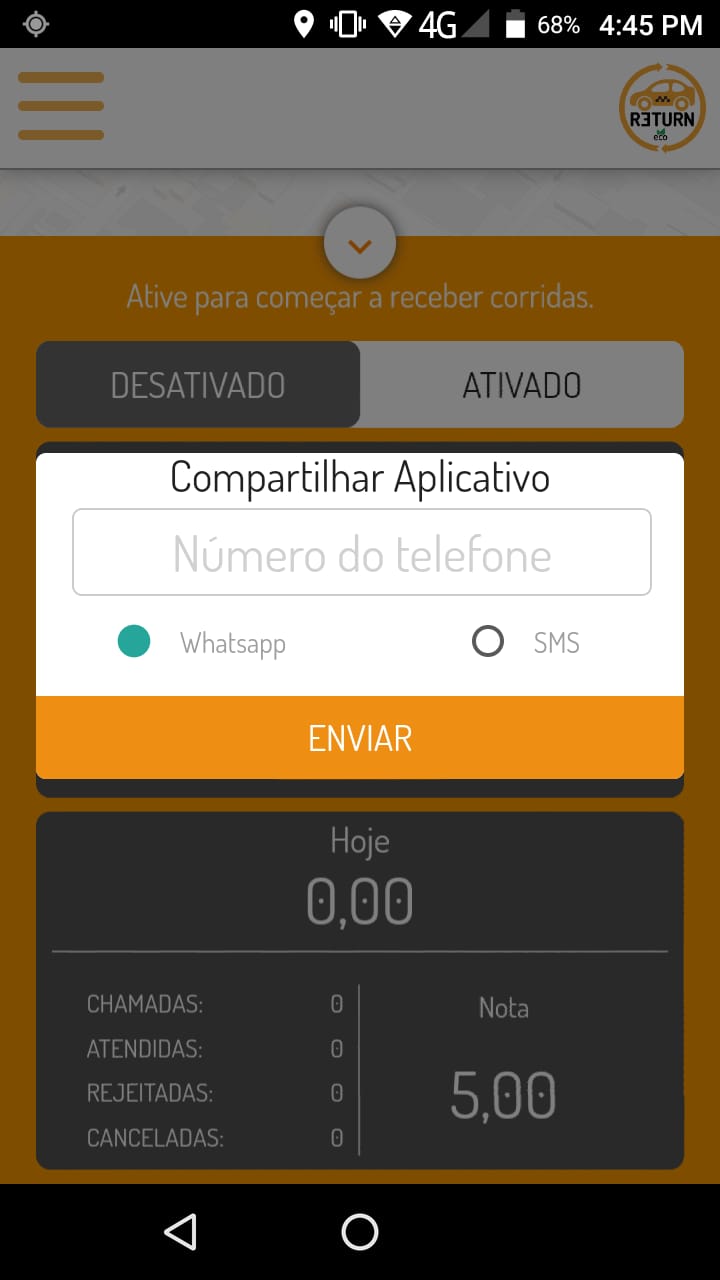 4G 68% 4:45 PM
RƎTURN
eco
Ative para começar a receber corridas.
DESATIVADO ATIVADO
Compartilhar Aplicativo
Número do telefone
Whatsapp SMS
ENVIAR
Hoje
0,00
CHAMADAS: 0
ATENDIDAS: 0
REJEITADAS: 0
CANCELADAS: 0
Nota
5,00